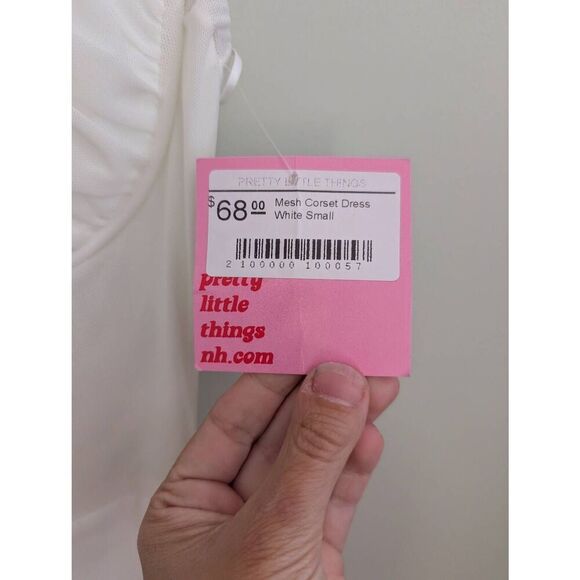 PRETTY LITTLE THINGS
$68.00 Mesh Corset Dress
White Small
2 100000 100057
pretty
little
things
nh.com